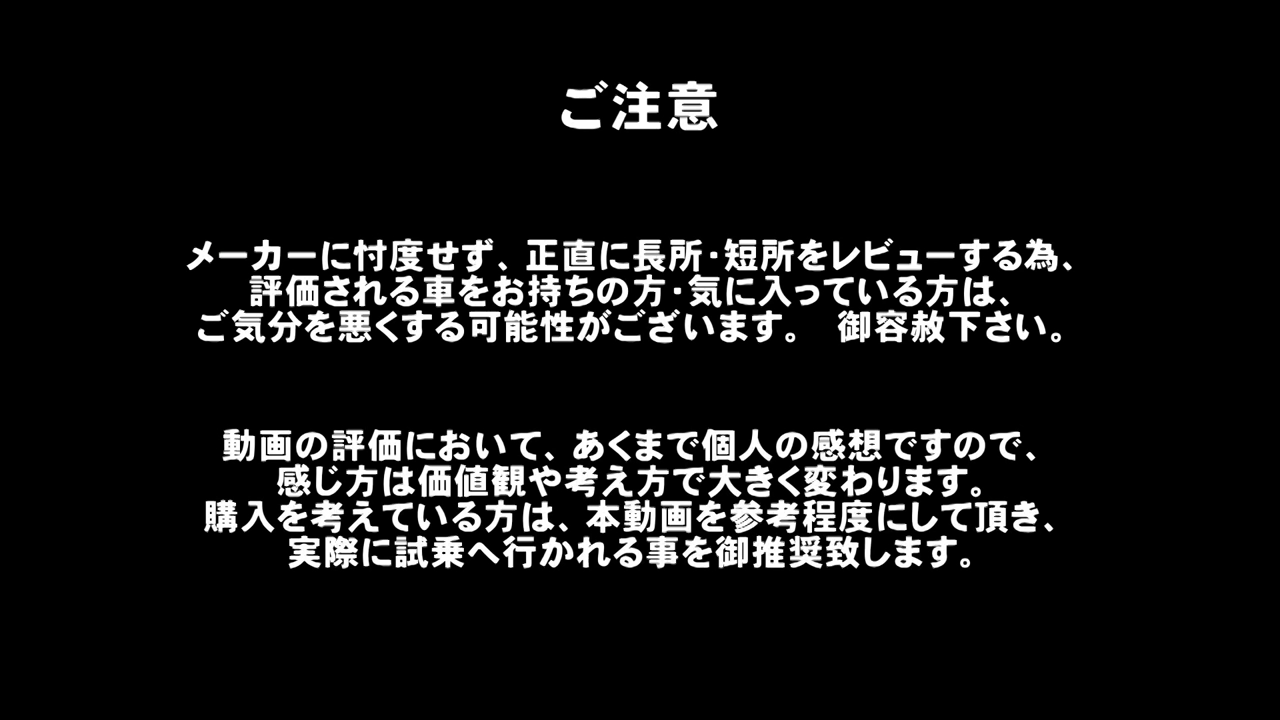 ご注意
メーカーに忖度せず、正直に長所・短所をレビューする為、
評価される車をお持ちの方・気に入っている方は、
ご気分を悪くする可能性がございます。　御容赦下さい。
動画の評価において、あくまで個人の感想ですので、
感じ方は価値観や考え方で大きく変わります。
購入を考えている方は、本動画を参考程度にして頂き、
実際に試乗へ行かれる事を御推奨致します。